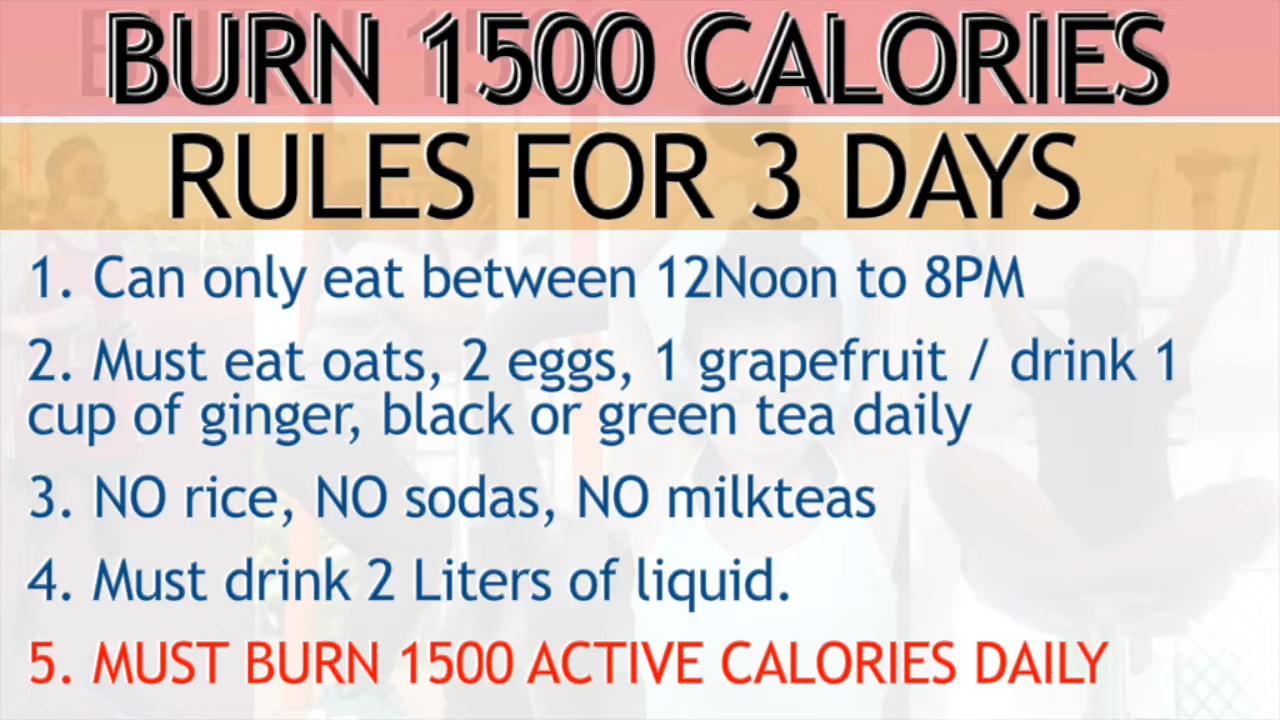 BURN 1500 CALORIES
RULES FOR 3 DAYS
1. Can only eat between 12Noon to 8PM
2. Must eat oats, 2 eggs, 1 grapefruit / drink 1
cup of ginger, black or green tea daily
3. NO rice, NO sodas, NO milkteas
4. Must drink 2 Liters of liquid.
5. MUST BURN 1500 ACTIVE CALORIES DAILY